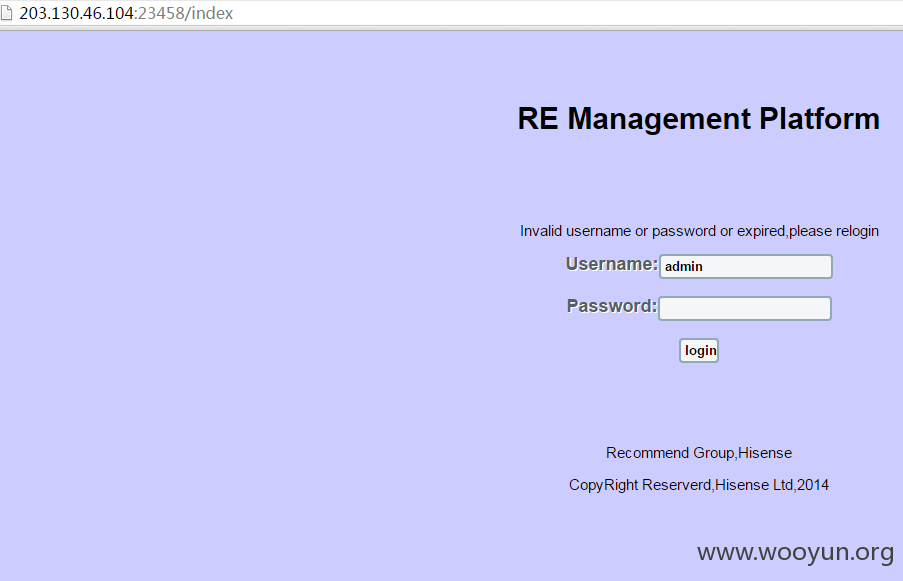 203.130.46.104:23458/index
RE Management Platform
Invalid username or password or expired,please relogin
Username: admin
Password:
login
Recommend Group,Hisense
CopyRight Reserverd,Hisense Ltd,2014
www.wooyun.org